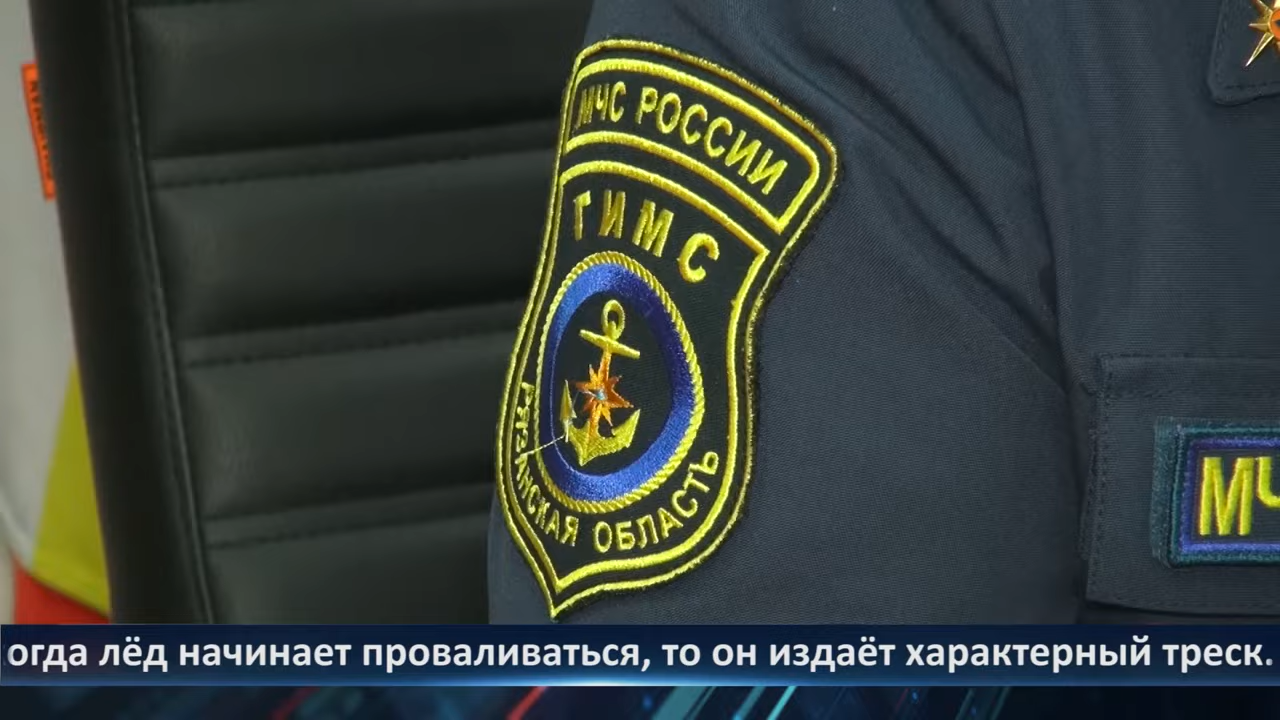 МЧС РОССИИ
ГИМС
РЯЗАНСКАЯ ОБЛАСТЬ
МЧ
огда лёд начинает проваливаться, то он издаёт характерный треск.